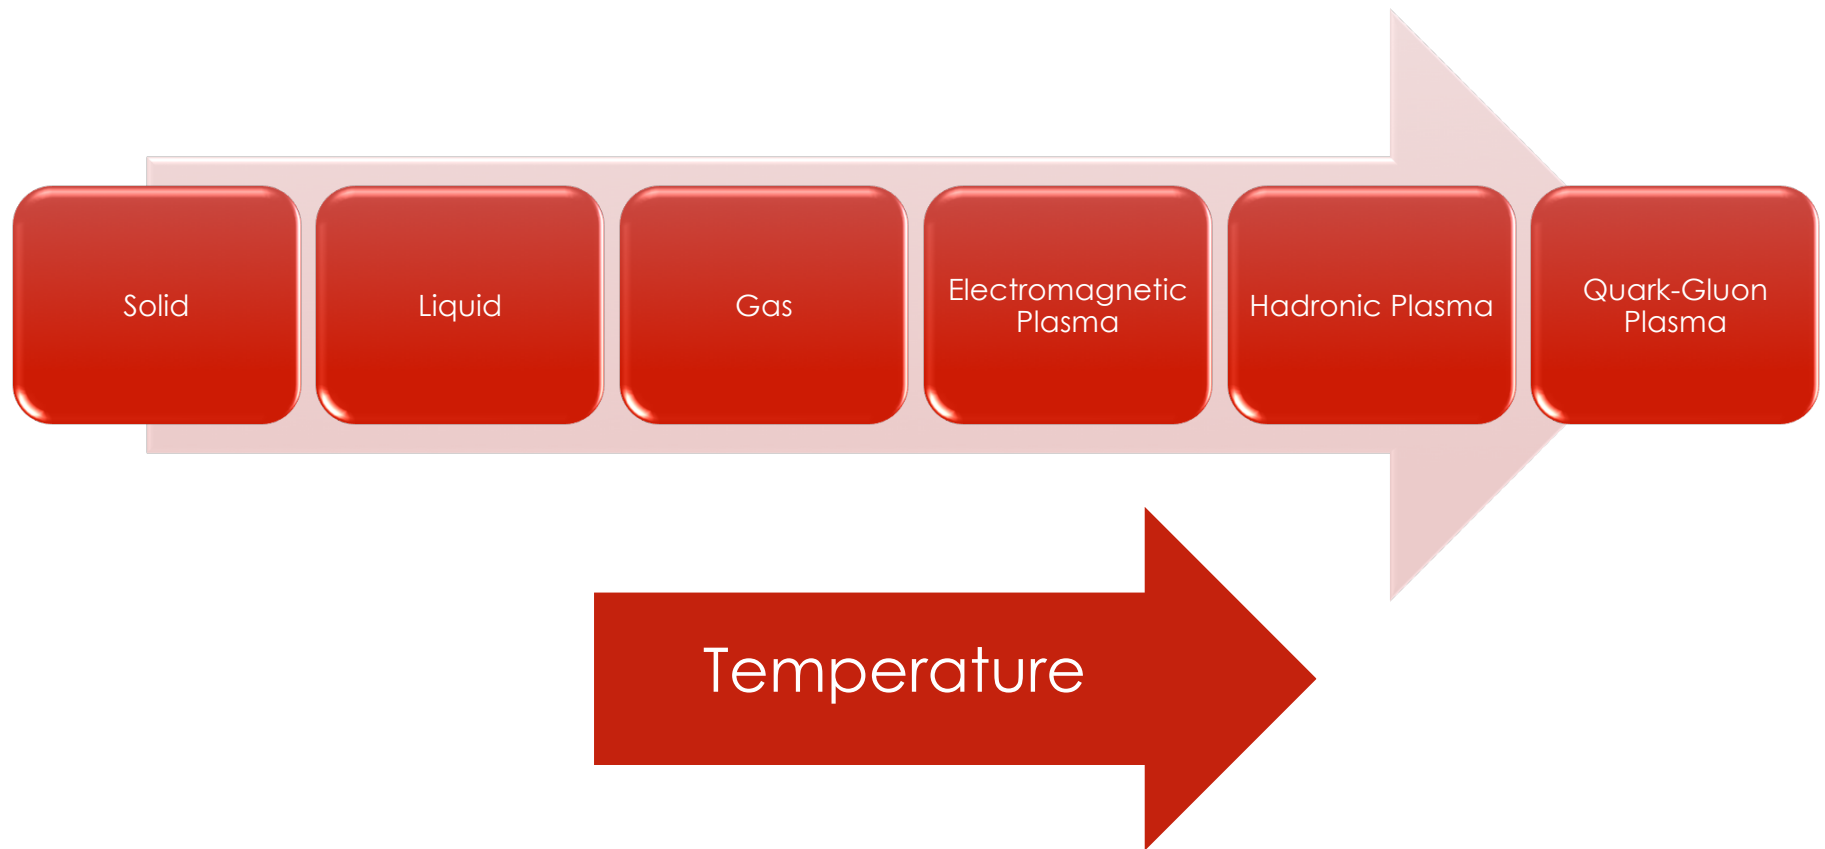 Solid
Liquid
Gas
Electromagnetic
Plasma
Hadronic Plasma
Quark-Gluon
Plasma
Temperature